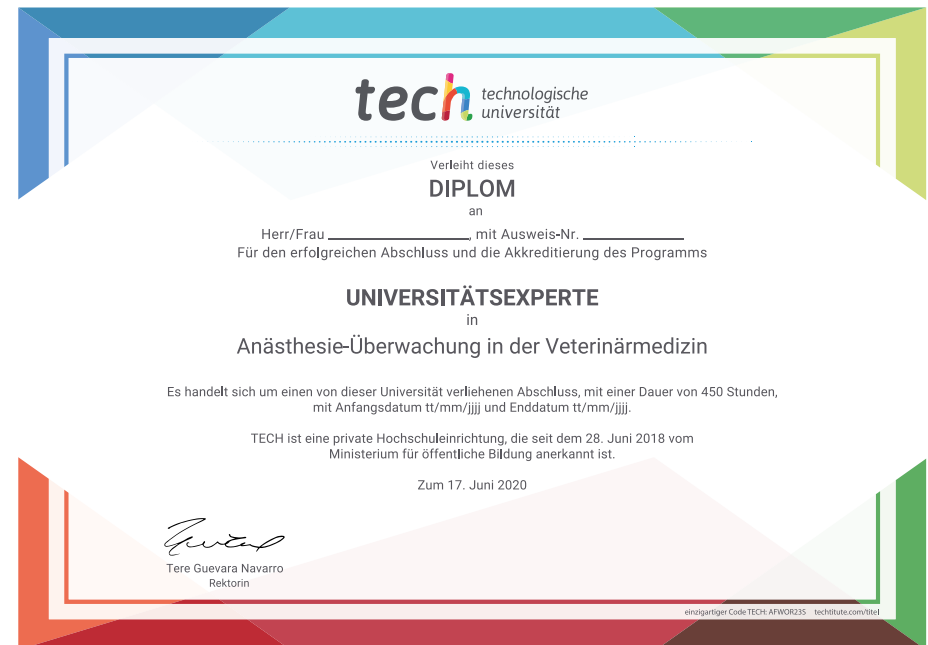 tech technologische
universität
Verleiht dieses
DIPLOM
an
Herr/Frau ____________, mit Ausweis-Nr. ____________
Für den erfolgreichen Abschluss und die Akkreditierung des Programms
UNIVERSITÄTSEXPERTE
in
Anästhesie-Überwachung in der Veterinärmedizin
Es handelt sich um einen von dieser Universität verliehenen Abschluss, mit einer Dauer von 450 Stunden,
mit Anfangsdatum tt/mm/jjjj und Enddatum tt/mm/jjjj.
TECH ist eine private Hochschuleinrichtung, die seit dem 28. Juni 2018 vom
Ministerium für öffentliche Bildung anerkannt ist.
Zum 17. Juni 2020
Tere Guevara Navarro
Rektorin
einzigartiger Code TECH: AFWOR23S techtitute.com/titel